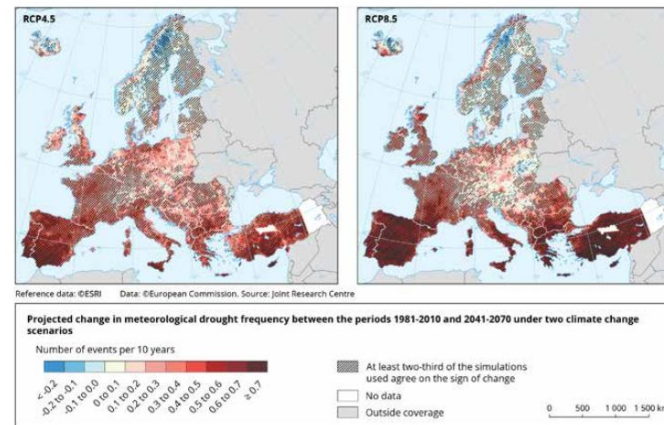 RCP4.5
RCP8.5
Reference data: ©ESRI Data: ©European Commission. Source: Joint Research Centre
Projected change in meteorological drought frequency between the periods 1981-2010 and 2041-2070 under two climate change
scenarios
Number of events per 10 years
< -0.2
-0.2 to -0.1
-0.1 to 0.0
0 to 0.1
0.1 to 0.2
0.2 to 0.3
0.3 to 0.4
0.4 to 0.5
0.5 to 0.6
0.6 to 0.7
≥ 0.7
At least two-third of the simulations
used agree on the sign of change
No data
Outside coverage
0 500 1 000 1 500 km